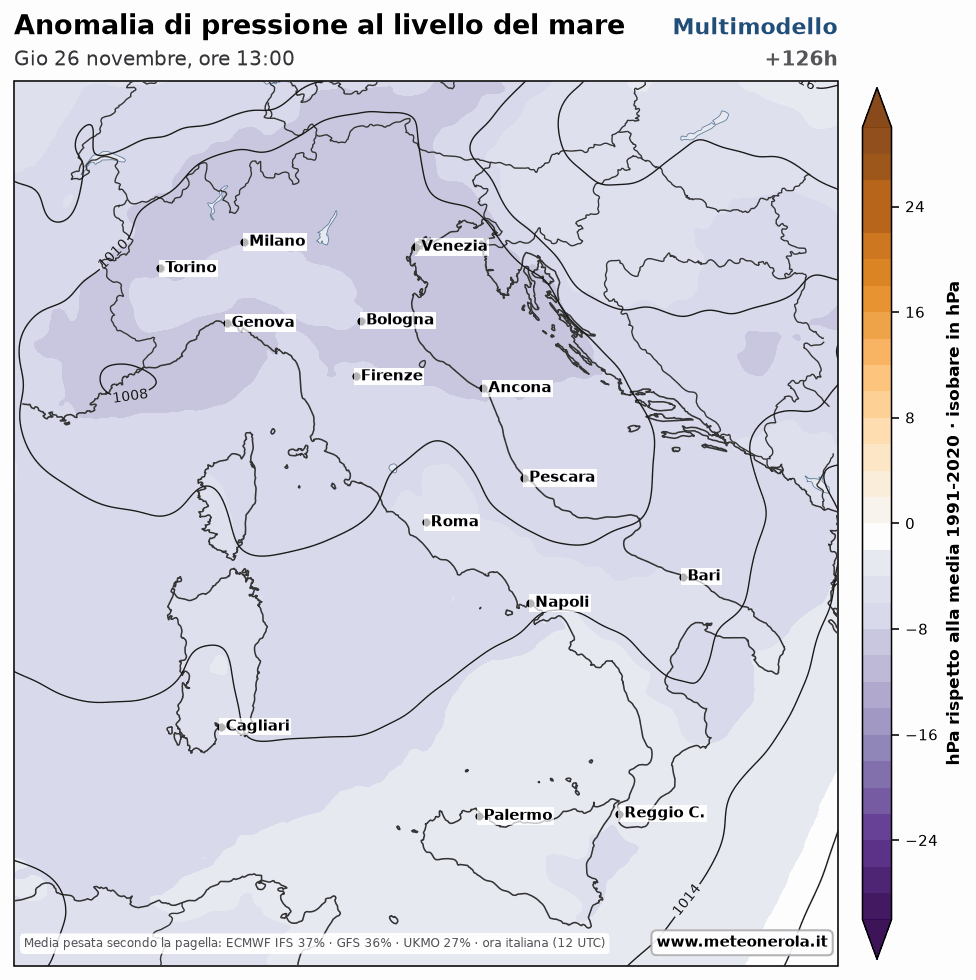 Anomalia di pressione al livello del mare
Multimodello
Gio 26 novembre, ore 13:00
+126h
1010
Milano
Venezia
Torino
Genova
Bologna
Firenze
Ancona
1008
Pescara
Roma
Bari
Napoli
Cagliari
Palermo
Reggio C.
1014
Media pesata secondo la pagella: ECMWF IFS 37% · GFS 36% · UKMO 27% · ora italiana (12 UTC)
www.meteonerola.it
24
16
8
0
−8
−16
−24
hPa rispetto alla media 1991-2020 · isobare in hPa